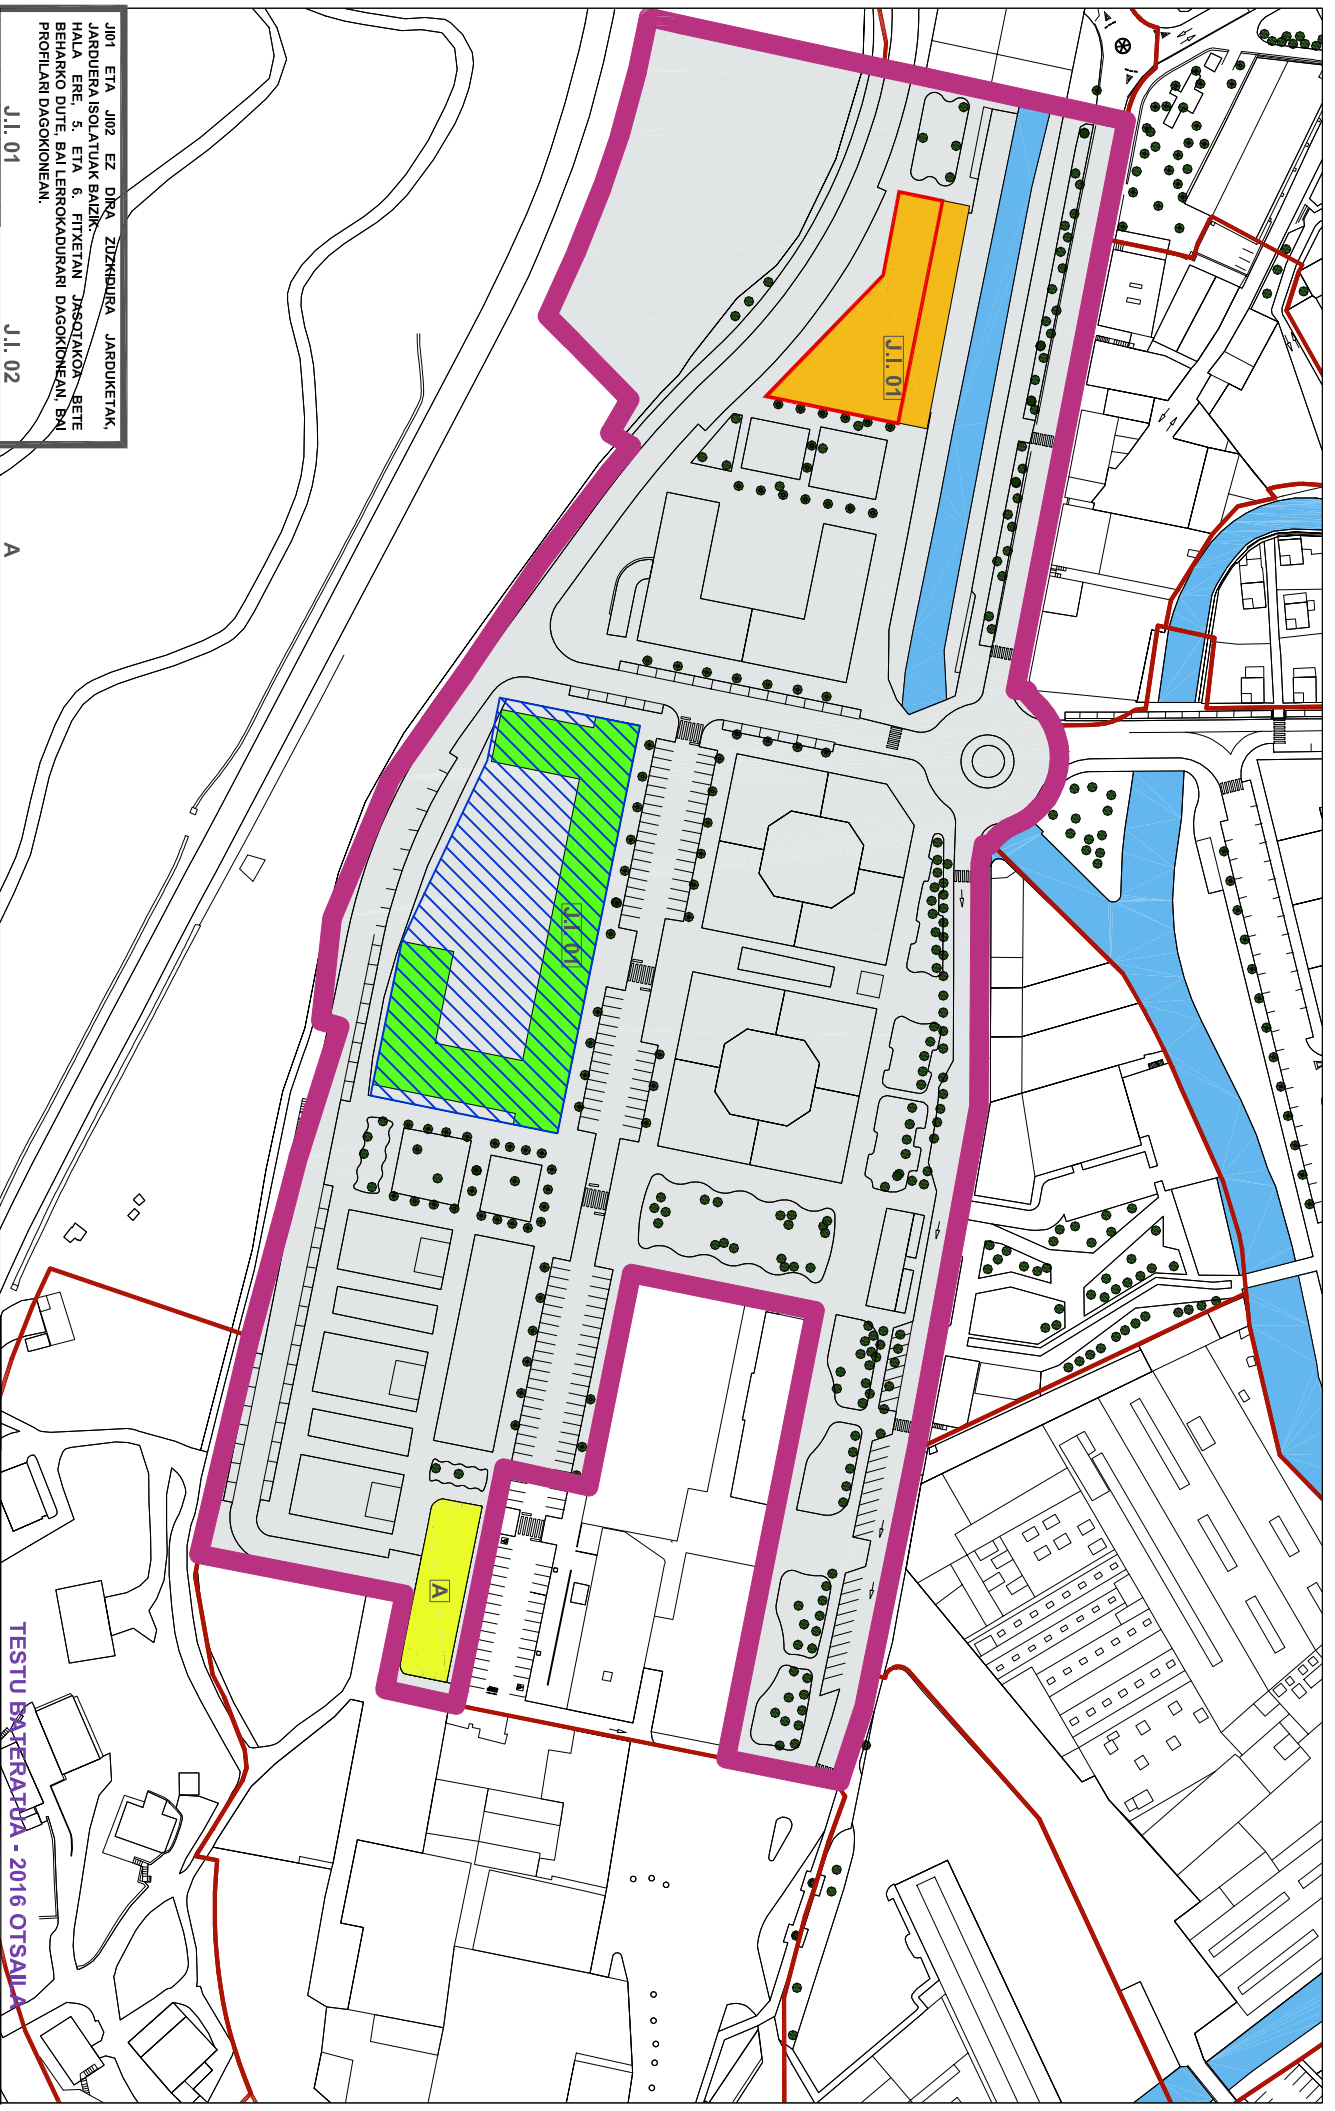 JI01 ETA JI02 EZ DIRA ZUZKIDURA JARDUKETAK,
JARDUERA ISOLATUAK BAIZIK.
HALA ERE, 5. ETA 6. FITXETAN JASOTAKOA BETE
BEHARKO DUTE, BAI LERROKADURARI DAGOKIONEAN, BAI
PROFILARI DAGOKIONEAN.
J.I. 01
J.I. 02
A
J.I. 01
J.I 01
A
TESTU BATERATUA - 2016 OTSAILA